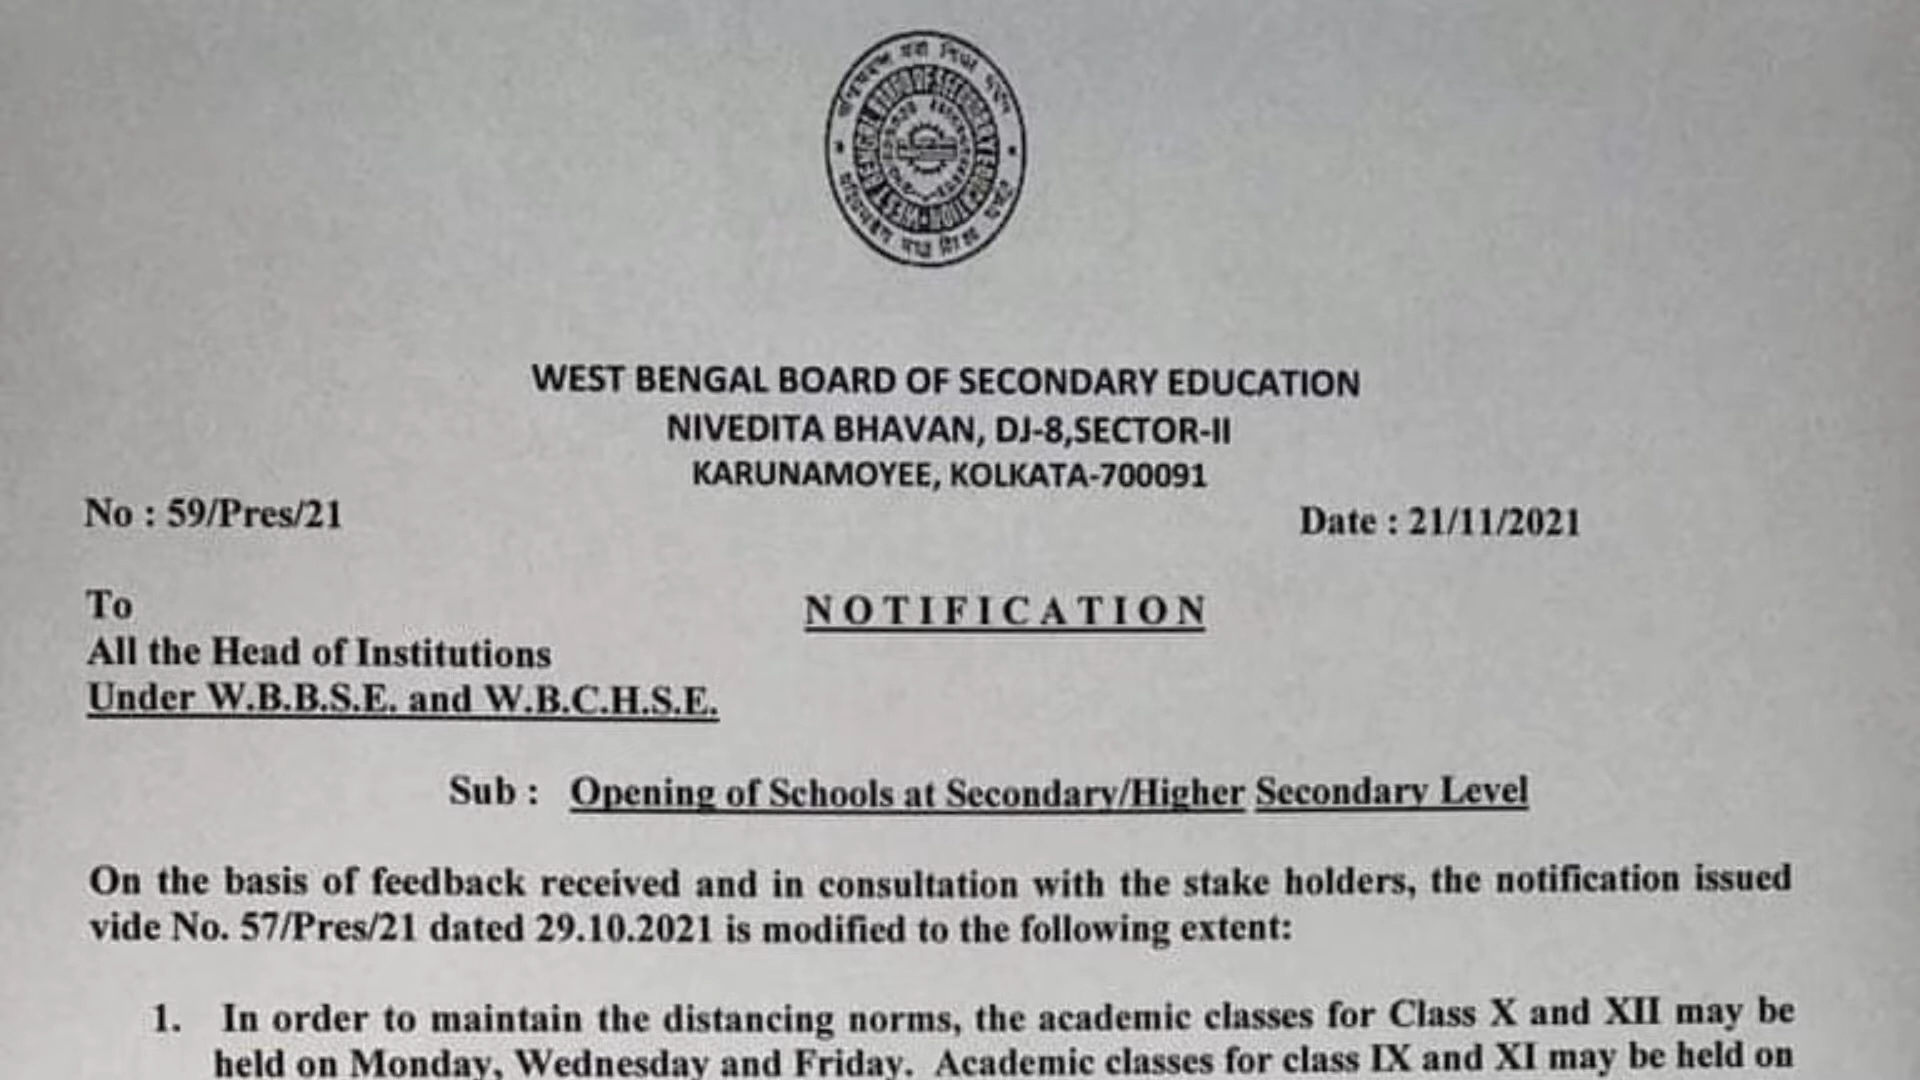 WEST BENGAL BOARD OF SECONDARY EDUCATION
NIVEDITA BHAVAN, DJ-8,SECTOR-II
KARUNAMOYEE, KOLKATA-700091
No : 59/Pres/21
Date : 21/11/2021
To
NOTIFICATION
All the Head of Institutions
Under W.B.B.S.E. and W.B.C.H.S.E.
Sub : Opening of Schools at Secondary/Higher Secondary Level
On the basis of feedback received and in consultation with the stake holders, the notification issued
vide No. 57/Pres/21 dated 29.10.2021 is modified to the following extent:
1. In order to maintain the distancing norms, the academic classes for Class X and XII may be
held on Monday, Wednesday and Friday. Academic classes for class IX and XI may be held on